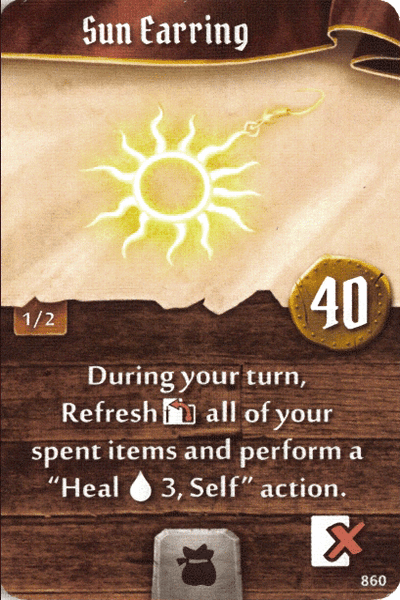 Sun Earring
1/2
40
During your turn,
Refresh all of your
spent items and perform a
“Heal 3, Self” action.
860